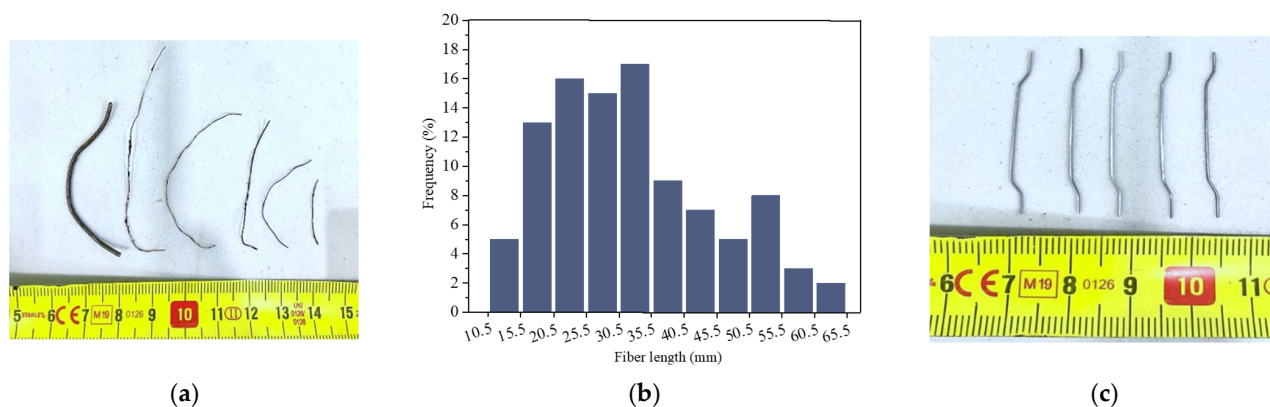 5 STANLEY. 6 CE 7 M19 8 0126 9 10 11 12 13 14 15
(a)
Frequency (%)
20
18
16
14
12
10
8
6
4
2
0
10.5 15.5 20.5 25.5 30.5 35.5 40.5 45.5 50.5 55.5 60.5 65.5
Fiber length (mm)
(b)
6 CE 7 M19 8 0126 9 10 11
(c)